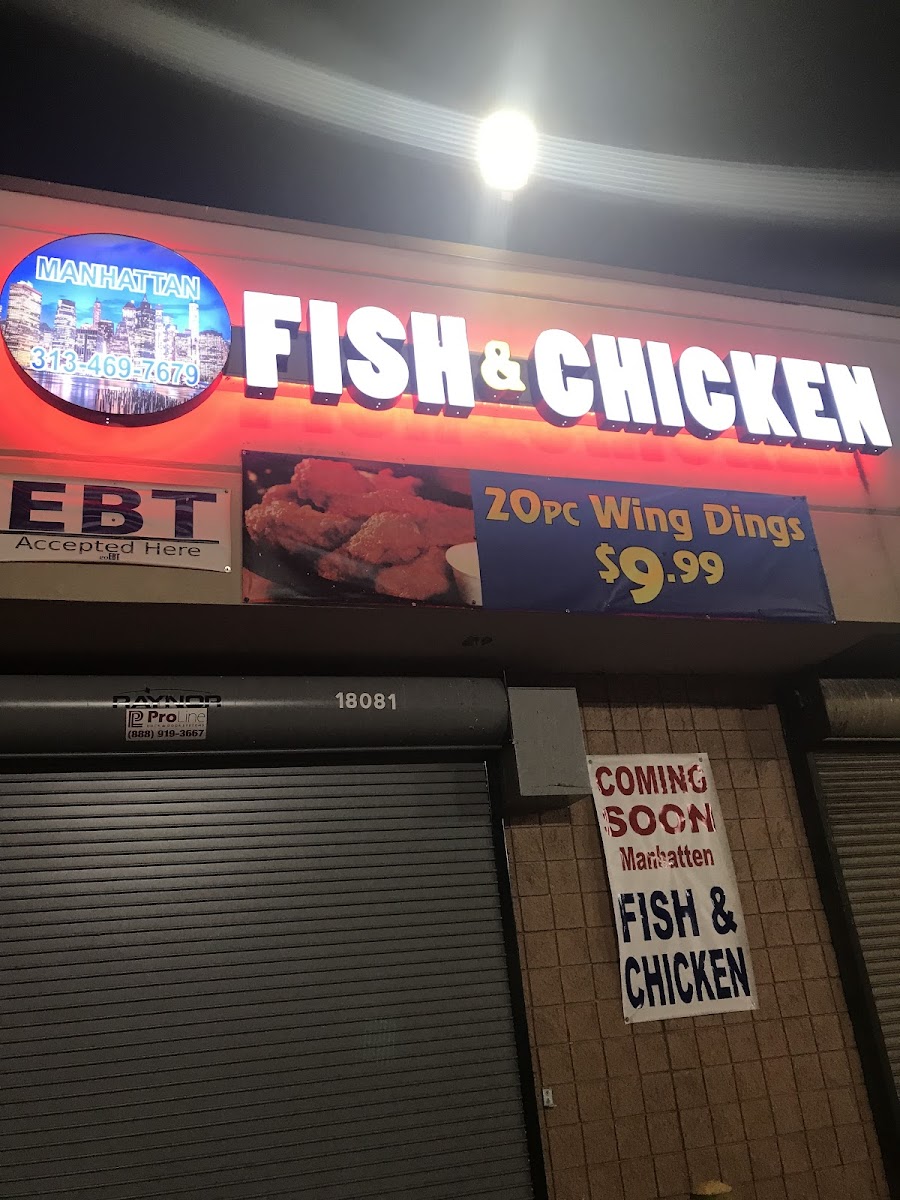 MANHATTAN
313-469-7679
FISH & CHICKEN
EBT
Accepted Here
20PC Wing Dings
$9.99
RAYNOR
ProLine
(888) 919-3667
18081
COMING
SOON
Manhatten
FISH &
CHICKEN